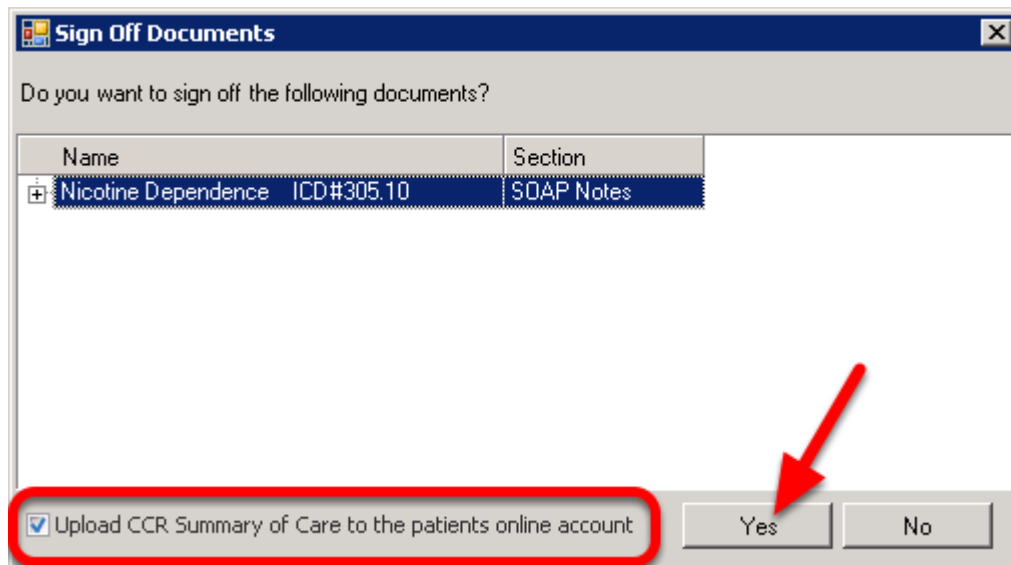 Sign Off Documents
Do you want to sign off the following documents?
Name Section
Nicotine Dependence ICD#305.10 SOAP Notes
Upload CCR Summary of Care to the patients online account Yes No